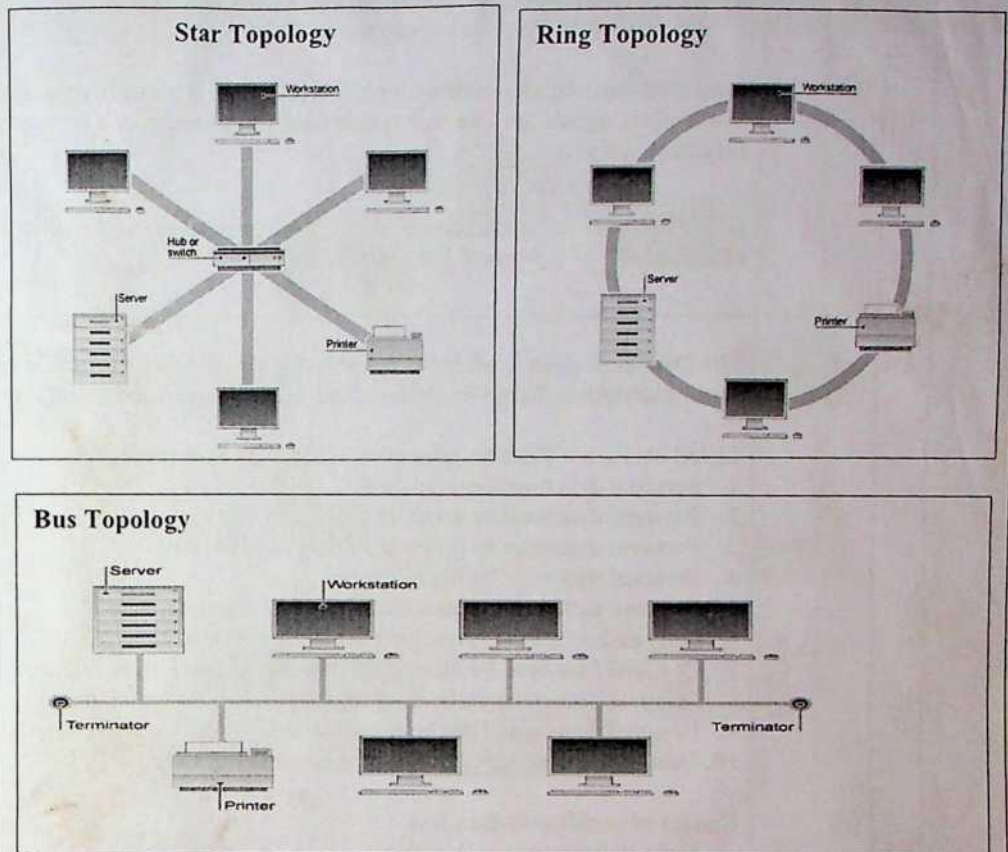 Star Topology
Workstation
Hub or
switch
Server
Printer
Ring Topology
Workstation
Server
Printer
Bus Topology
Server
Workstation
Terminator
Terminator
Printer